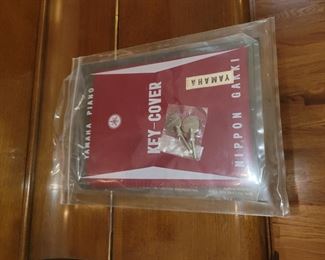 YAMAHA PIANO
KEY-COVER
YAMAHA
NIPPON GAKKI